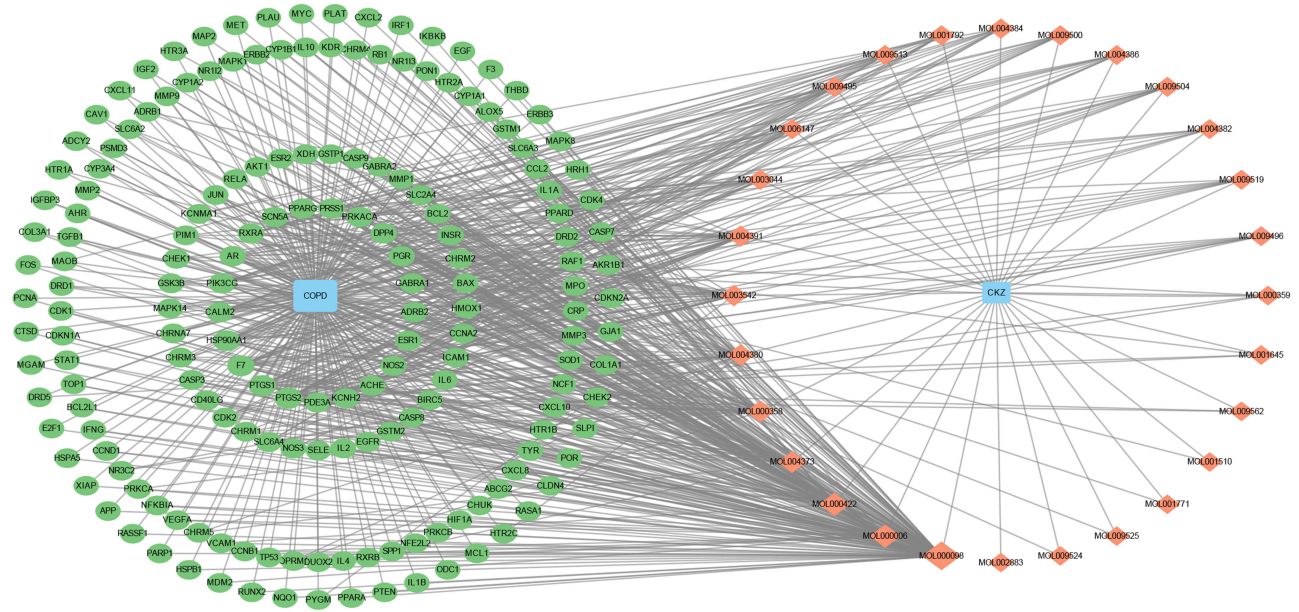 MYC
PLAT
CXCL2
PLAU
IRF1
MET
IKBKB
MAP2
EGF
HTR3A
F3
IGF2
THBD
CXCL11
ERBB3
CAV1
MAPK8
ADCY2
HRH1
HTR1A
CDK4
IGFBP3
CASP7
COL3A1
AKR1B1
FOS
CDKN2A
PCNA
GJA1
CTSD
COL1A1
MGAM
CHEK2
DRD5
SLPI
E2F1
POR
HSPA5
CLDN4
XIAP
RASA1
APP
HTR2C
RASSF1
MCL1
PARP1
ODC1
HSPB1
IL1B
MDM2
PTEN
RUNX2
PPARA
NQO1
PYGM
IL10
KDR
CHRM4
CYP1B1
RB1
ERBB2
NR1I3
MAPK1
PON1
NR1I2
HTR2A
CYP1A2
CYP1A1
MMP9
ALOX5
ADRB1
GSTM1
SLC6A2
SLC6A3
PSMD3
CCL2
CYP3A4
IL1A
MMP2
PPARD
AHR
DRD2
TGFB1
RAF1
MAOB
MPO
DRD1
CRP
CDK1
MMP3
CDKN1A
SOD1
STAT1
NCF1
TOP1
CXCL10
BCL2L1
HTR1B
IFNG
TYR
CCND1
CXCL8
NR3C2
ABCG2
PRKCA
CHUK
NFKBIA
HIF1A
VEGFA
PRKCB
CHRM5
NFE2L2
VCAM1
SPP1
CCNB1
RXRB
TP53
IL4
OPRM1
DUOX2
XDH
GSTP1
ESR2
CASP9
AKT1
GABRA2
RELA
MMP1
JUN
SLC2A4
KCNMA1
BCL2
PIM1
INSR
CHEK1
CHRM2
GSK3B
BAX
MAPK14
HMOX1
CHRNA7
CCNA2
CHRM3
ICAM1
CASP3
IL6
CD40LG
BIRC5
CDK2
CASP8
CHRM1
GSTM2
SLC6A4
EGFR
NOS3
SELE
IL2
PPARG
PRSS1
SCN5A
PRKACA
RXRA
DPP4
AR
PGR
PIK3CG
GABRA1
CALM2
ADRB2
HSP90AA1
ESR1
F7
NOS2
PTGS1
ACHE
PTGS2
PDE3A
KCNH2
COPD
CKZ
MOL004384
MOL001792
MOL009500
MOL009513
MOL004386
MOL009495
MOL009504
MOL006147
MOL004382
MOL003044
MOL009519
MOL004391
MOL009496
MOL003542
MOL000359
MOL004380
MOL001645
MOL000358
MOL009562
MOL004373
MOL001510
MOL000422
MOL001771
MOL000006
MOL009525
MOL000098
MOL009524
MOL002883